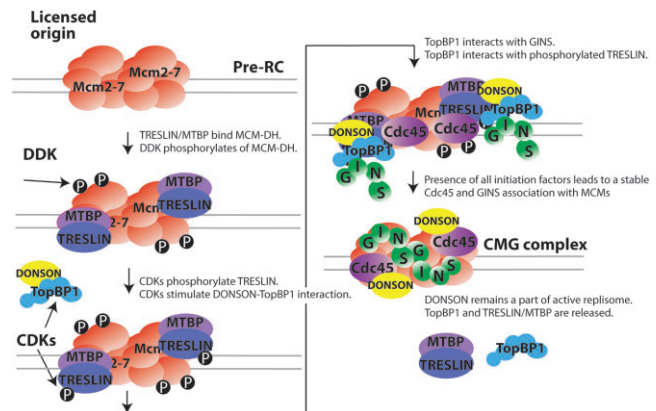 Licensed
origin
Mcm2-7
Mcm2-7
Pre-RC
TRESLIN/MTBP bind MCM-DH.
DDK phosphorylates of MCM-DH.
DDK
P P
MTBP
TRESLIN
Mcn
MTBP
2-7
TRESLIN
P P
DONSON
TopBP1
CDKs phosphorylate TRESLIN.
CDKs stimulate DONSON-TopBP1 interaction.
CDKs
P P
MTBP
TRESLIN
Mcn
P
MTBP
2-7
TRESLIN
P
P P
TopBP1 interacts with GINS.
TopBP1 interacts with phosphorylated TRESLIN.
P P
MTBP
DONSON
Mcn
TRESLIN
TopBP1
MTBP
DONSON
Cdc45
Cdc45
TopBP1
P P
G I N S
G I N S
Presence of all initiation factors leads to a stable
Cdc45 and GINS association with MCMs
DONSON
G I N S
Cdc45
CMG complex
Cdc45
G I N S
DONSON
DONSON remains a part of active replisome.
TopBP1 and TRESLIN/MTBP are released.
MTBP
TRESLIN
TopBP1